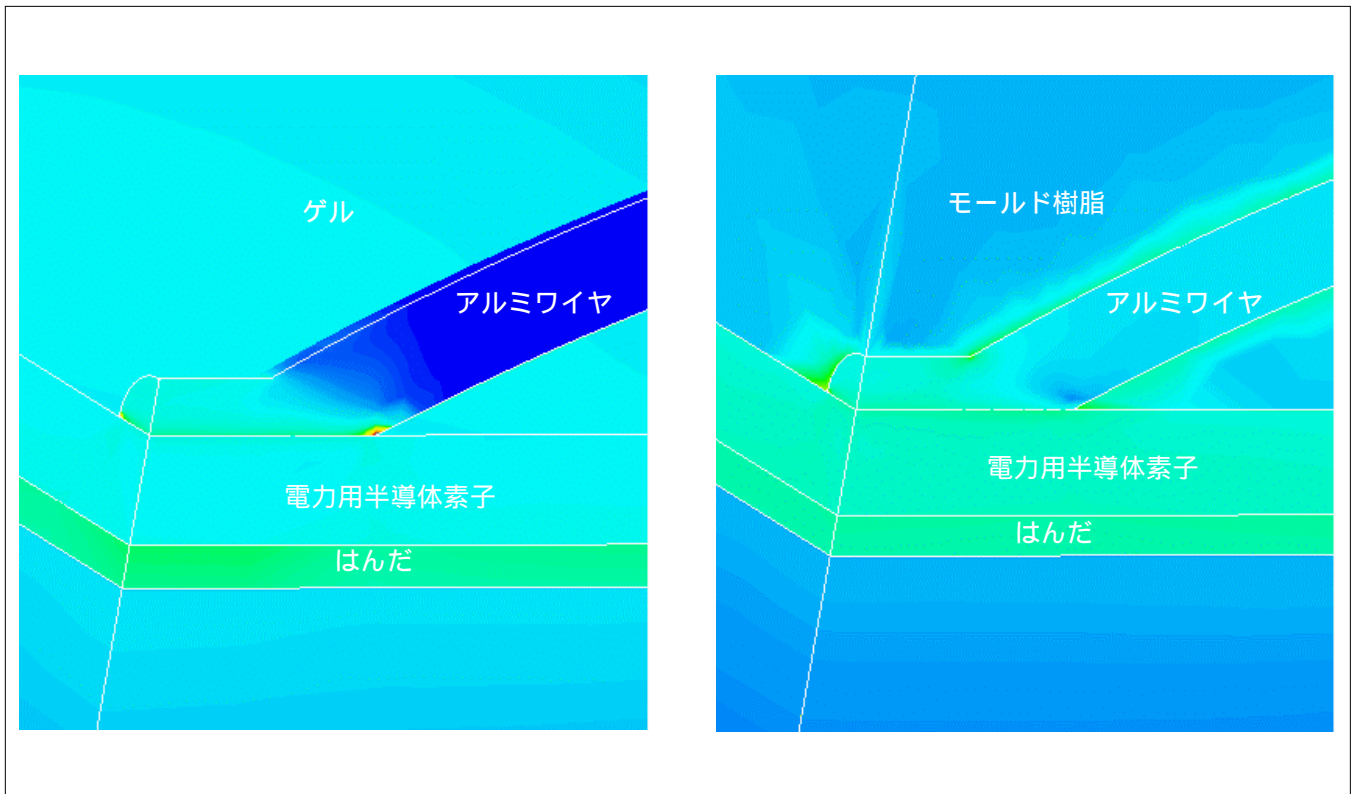 ゲル
アルミワイヤ
電力用半導体素子
はんだ
モールド樹脂
アルミワイヤ
電力用半導体素子
はんだ